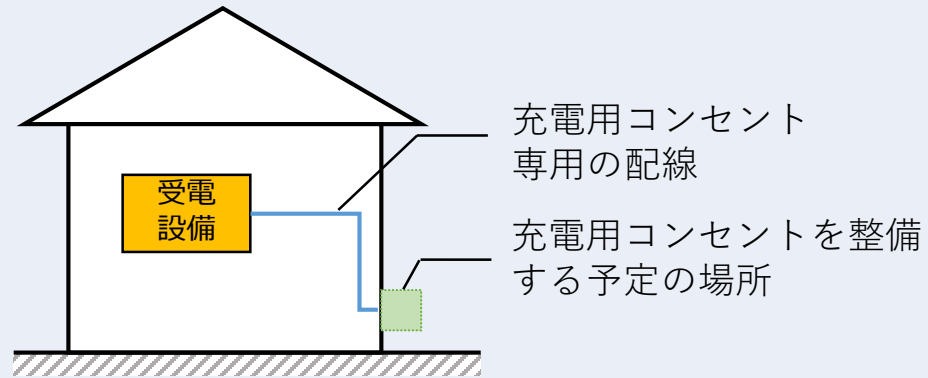 充電用コンセント
専用の配線
受電
設備
充電用コンセントを整備
する予定の場所